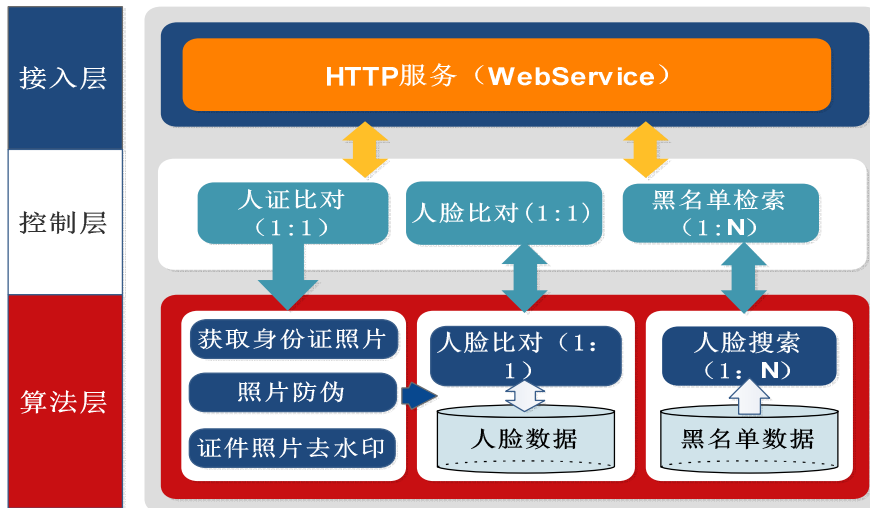 接入层
HTTP服务（WebService）
控制层
人证比对
（1:1）
人脸比对(1:1)
黑名单检索
（1:N）
算法层
获取身份证照片
照片防伪
证件照片去水印
人脸比对（1：
1）
人脸数据
人脸搜索
（1：N）
黑名单数据